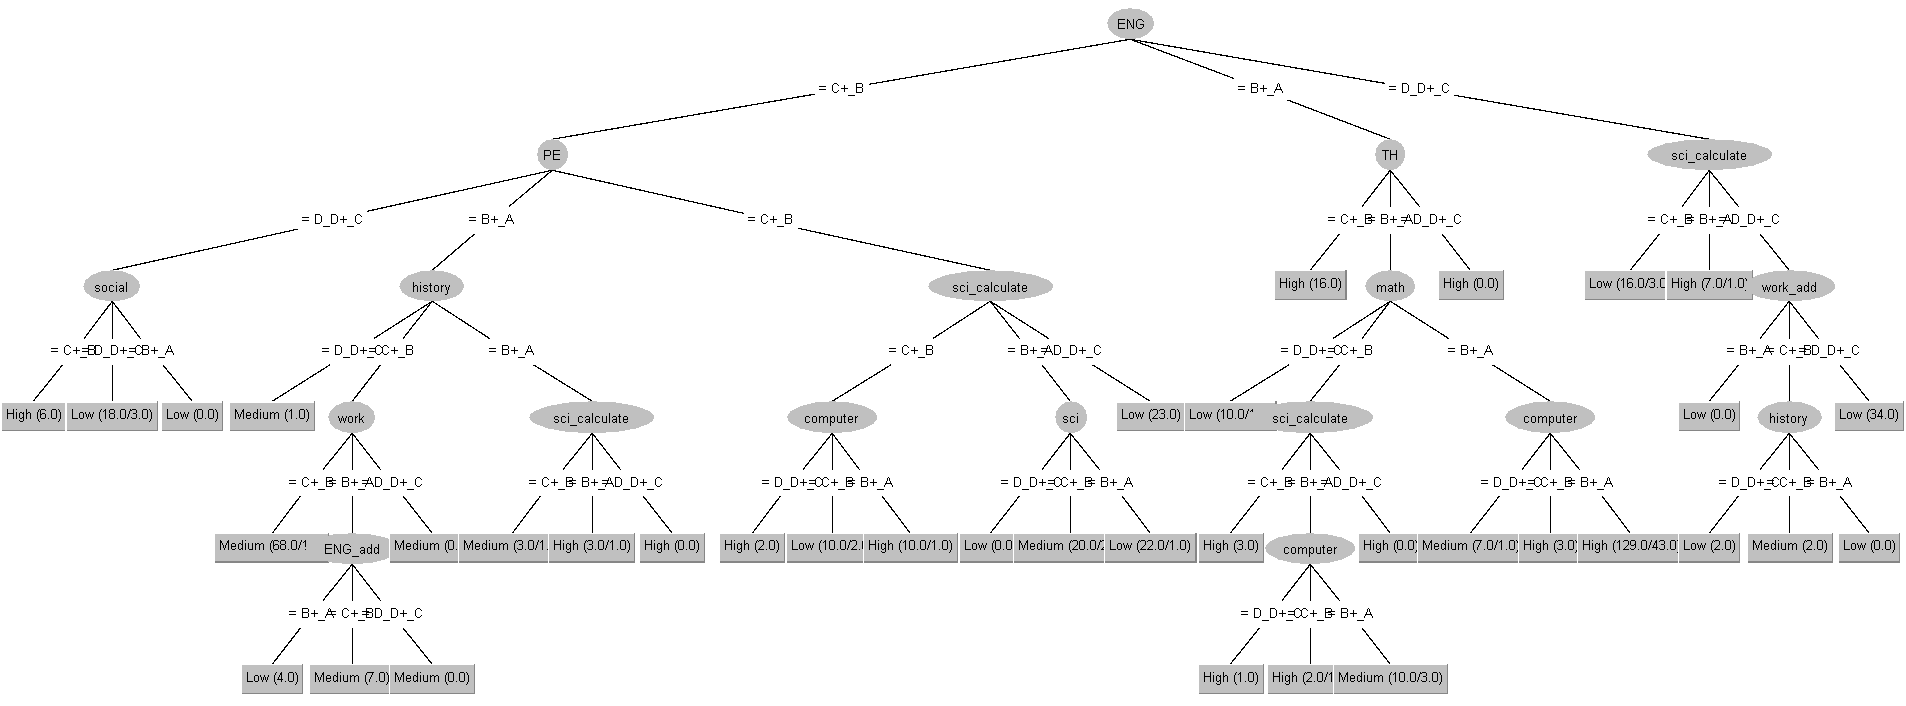 ENG
= C+_B = B+_A = D_D+_C
PE TH sci_calculate
= D_D+_C = B+_A = C+_B = C+_B = B+_A D_D+_C = C+_B = B+_A D_D+_C
social history sci_calculate High (16.0) math High (0.0) Low (16.0/3.0 High (7.0/1.0) work_add
= C+_B D_D+_C B+_A = D_D+_C C+_B = B+_A = C+_B = B+_A D_D+_C = D_D+_C C+_B = B+_A = B+_A = C+_B D_D+_C
High (6.0) Low (18.0/3.0) Low (0.0) Medium (1.0) work sci_calculate computer sci Low (23.0) Low (10.0/ sci_calculate computer Low (0.0) history Low (34.0)
= C+_B = B+_A D_D+_C = C+_B = B+_A D_D+_C = D_D+_C C+_B = B+_A = D_D+_C C+_B = B+_A = C+_B = B+_A D_D+_C = D_D+_C C+_B = B+_A = D_D+_C C+_B = B+_A
Medium (68.0/1 ENG_add Medium (0. Medium (3.0/1. High (3.0/1.0) High (0.0) High (2.0) Low (10.0/2. High (10.0/1.0) Low (0.0 Medium (20.0/2 Low (22.0/1.0) High (3.0) computer High (0.0) Medium (7.0/1.0) High (3.0) High (129.0/43.0) Low (2.0) Medium (2.0) Low (0.0)
= B+_A = C+_B D_D+_C = D_D+_C C+_B = B+_A
Low (4.0) Medium (7.0) Medium (0.0) High (1.0) High (2.0/1 Medium (10.0/3.0)